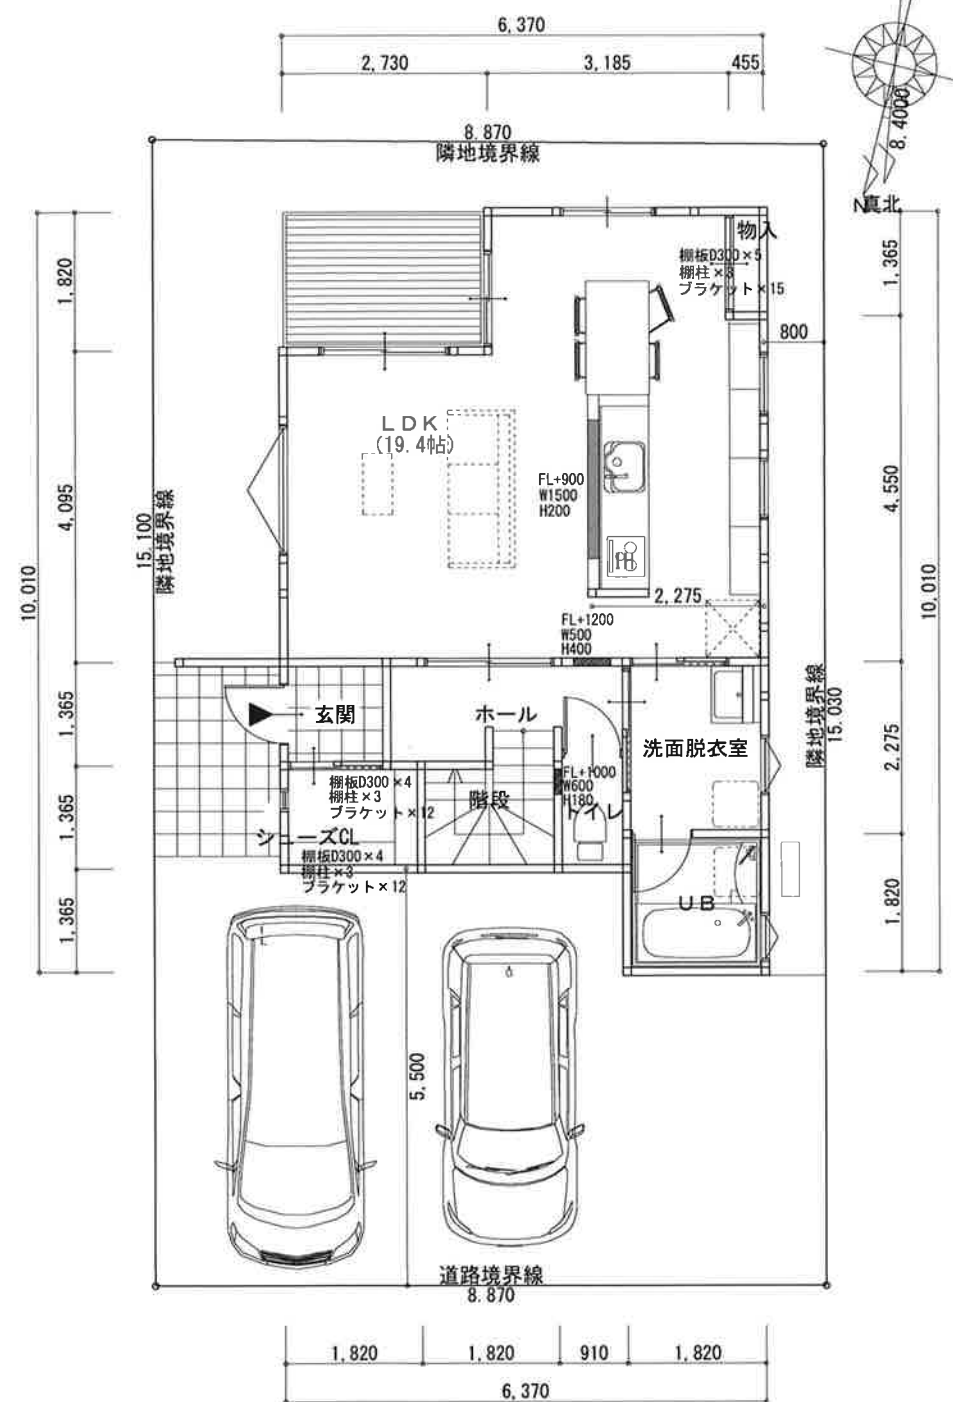 6,370
2,730
3,185
455
8.4000
N真北
8.870
隣地境界線
物入
棚板D300×5
棚柱×3
ブラケット×15
1,820
1,365
800
LDK
(19.4帖)
FL+900
W1500
H200
4,095
4,550
15.100
隣地境界線
10,010
10,010
PH
2,275
FL+1200
W500
H400
玄関
ホール
洗面脱衣室
隣地境界線
15.030
1,365
2,275
棚板D300×4
棚柱×3
ブラケット×12
階段
FL+1000
W600
H180
トイレ
1,365
シューズCL
棚板D300×4
棚柱×3
ブラケット×12
UB
1,365
1,820
5,500
道路境界線
8.870
1,820
1,820
910
1,820
6,370